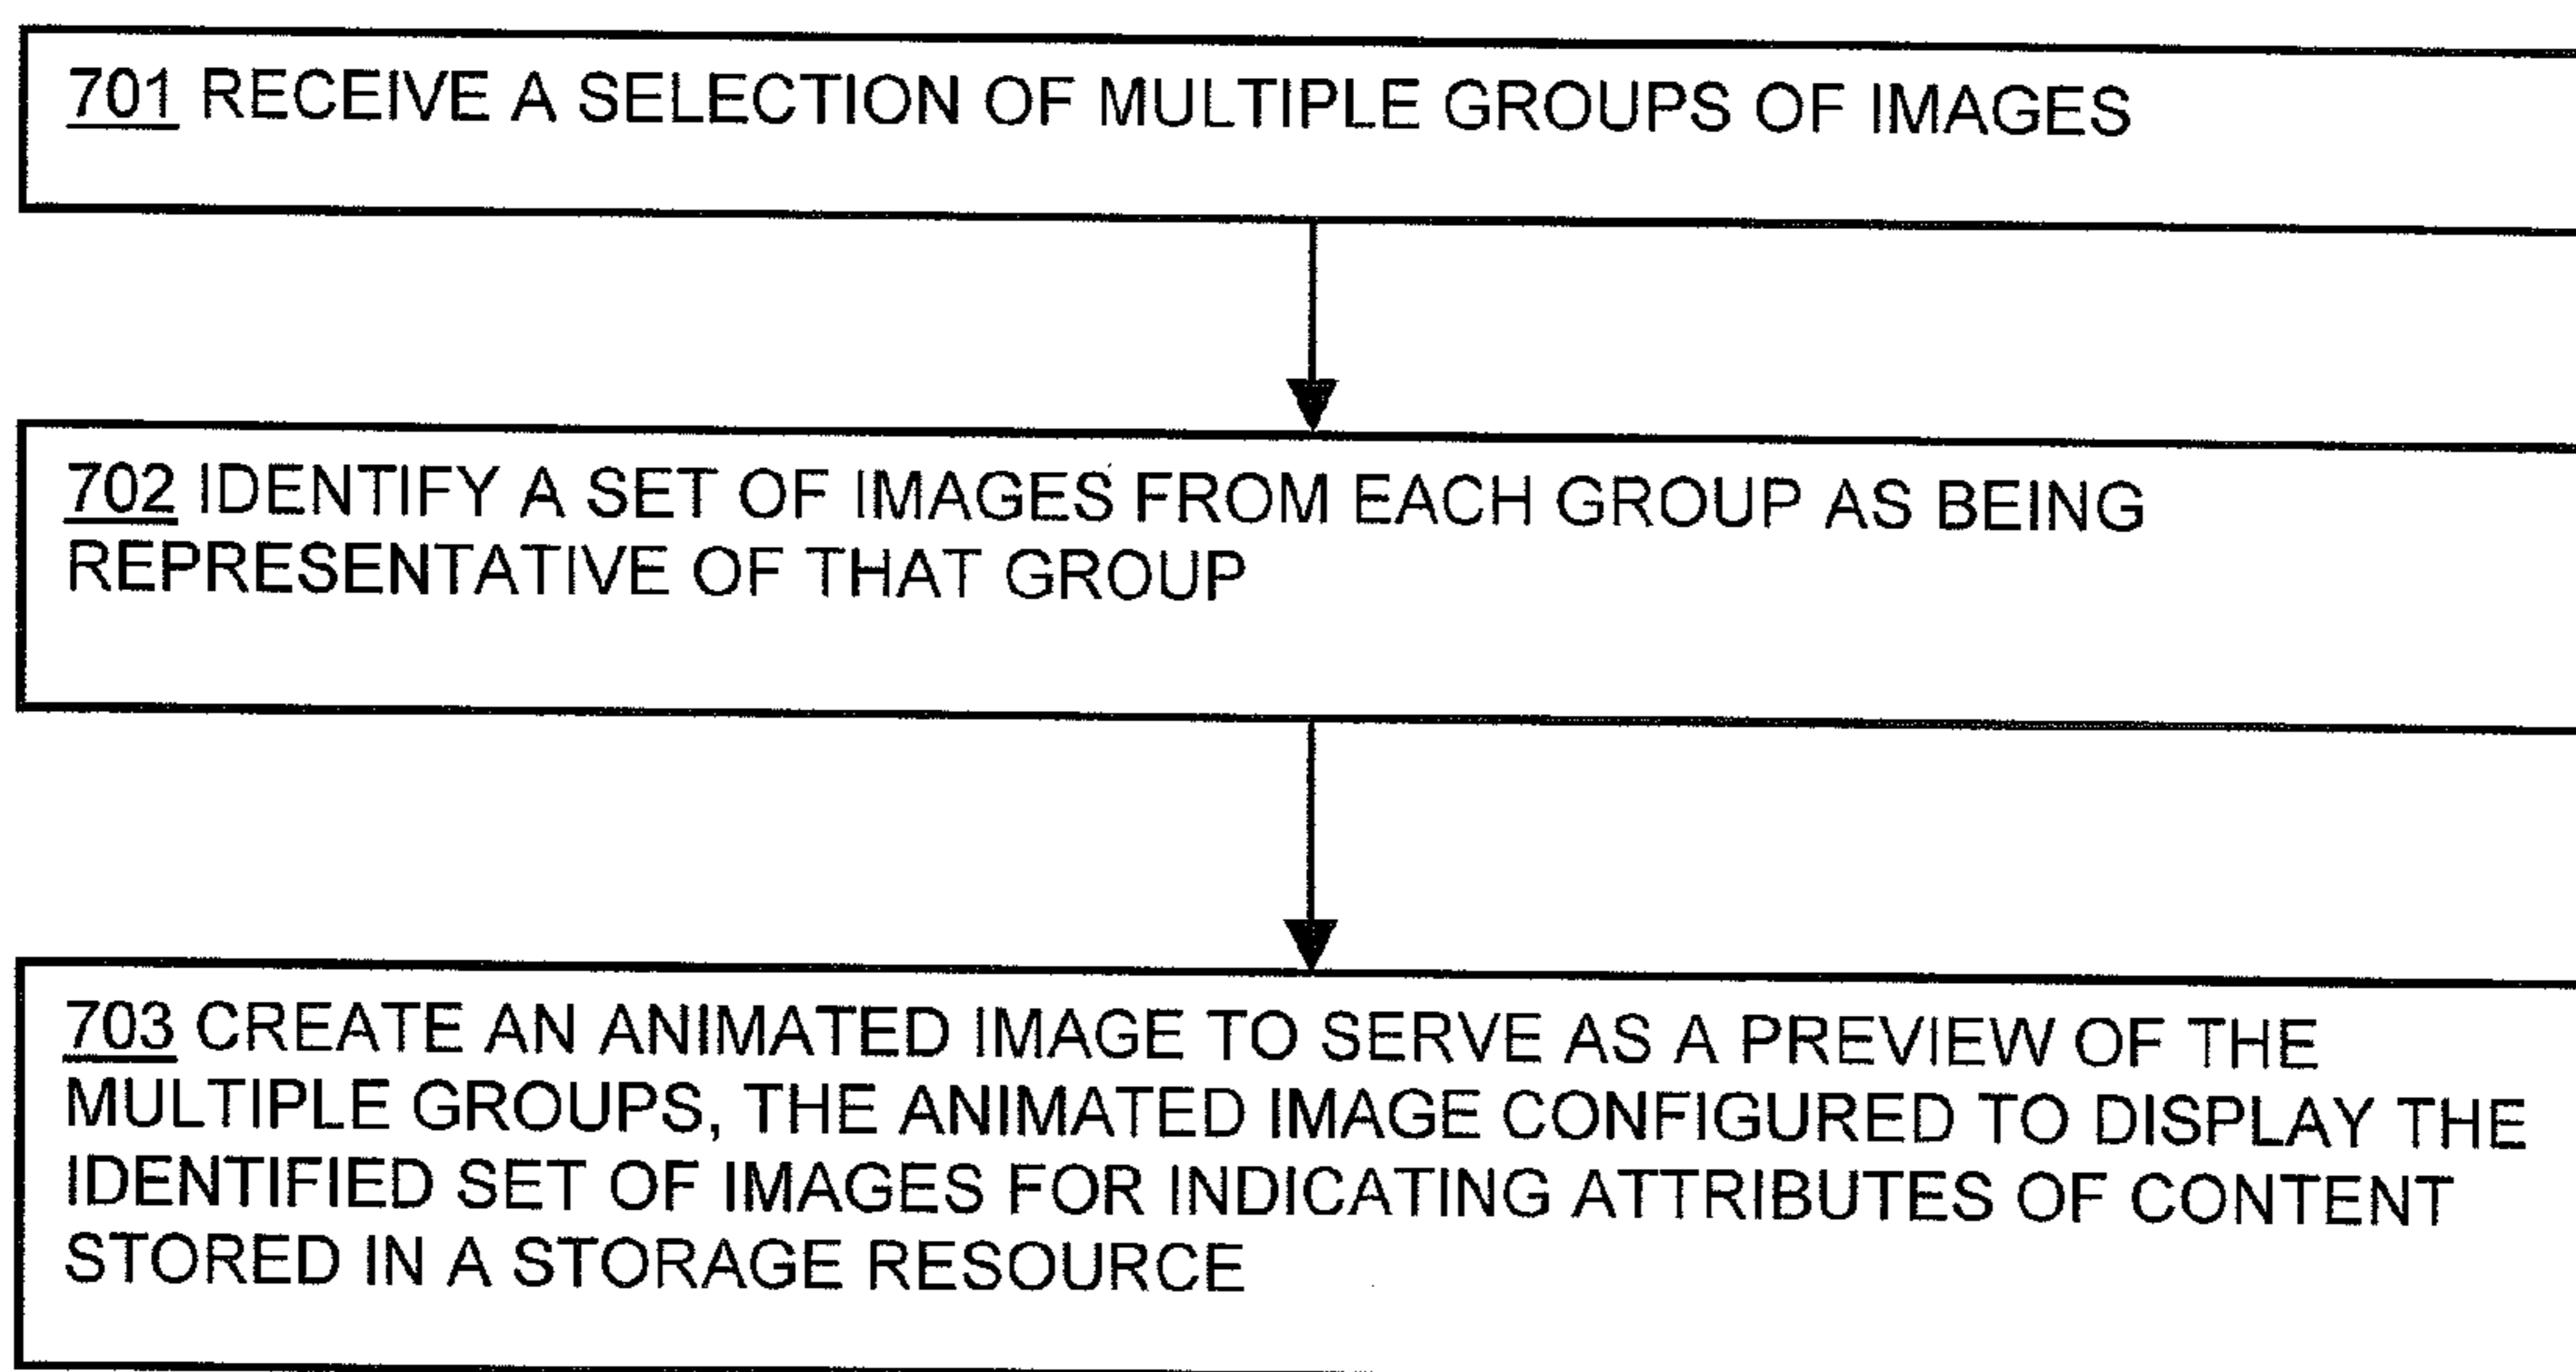 701 RECEIVE A SELECTION OF MULTIPLE GROUPS OF IMAGES
702 IDENTIFY A SET OF IMAGES FROM EACH GROUP AS BEING
REPRESENTATIVE OF THAT GROUP
703 CREATE AN ANIMATED IMAGE TO SERVE AS A PREVIEW OF THE
MULTIPLE GROUPS, THE ANIMATED IMAGE CONFIGURED TO DISPLAY THE
IDENTIFIED SET OF IMAGES FOR INDICATING ATTRIBUTES OF CONTENT
STORED IN A STORAGE RESOURCE